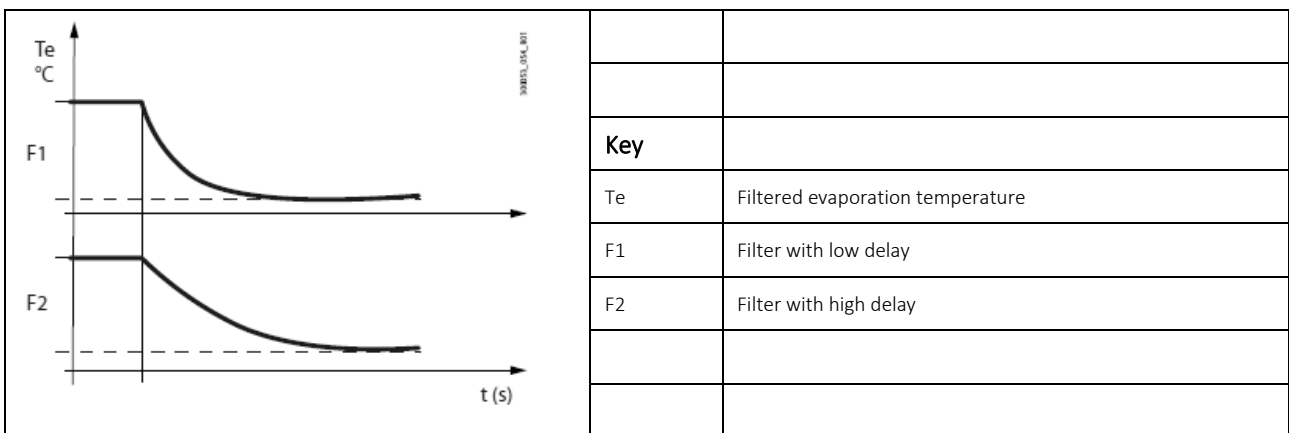 Te
°C
F1
F2
t (s)
Key
Te Filtered evaporation temperature
F1 Filter with low delay
F2 Filter with high delay